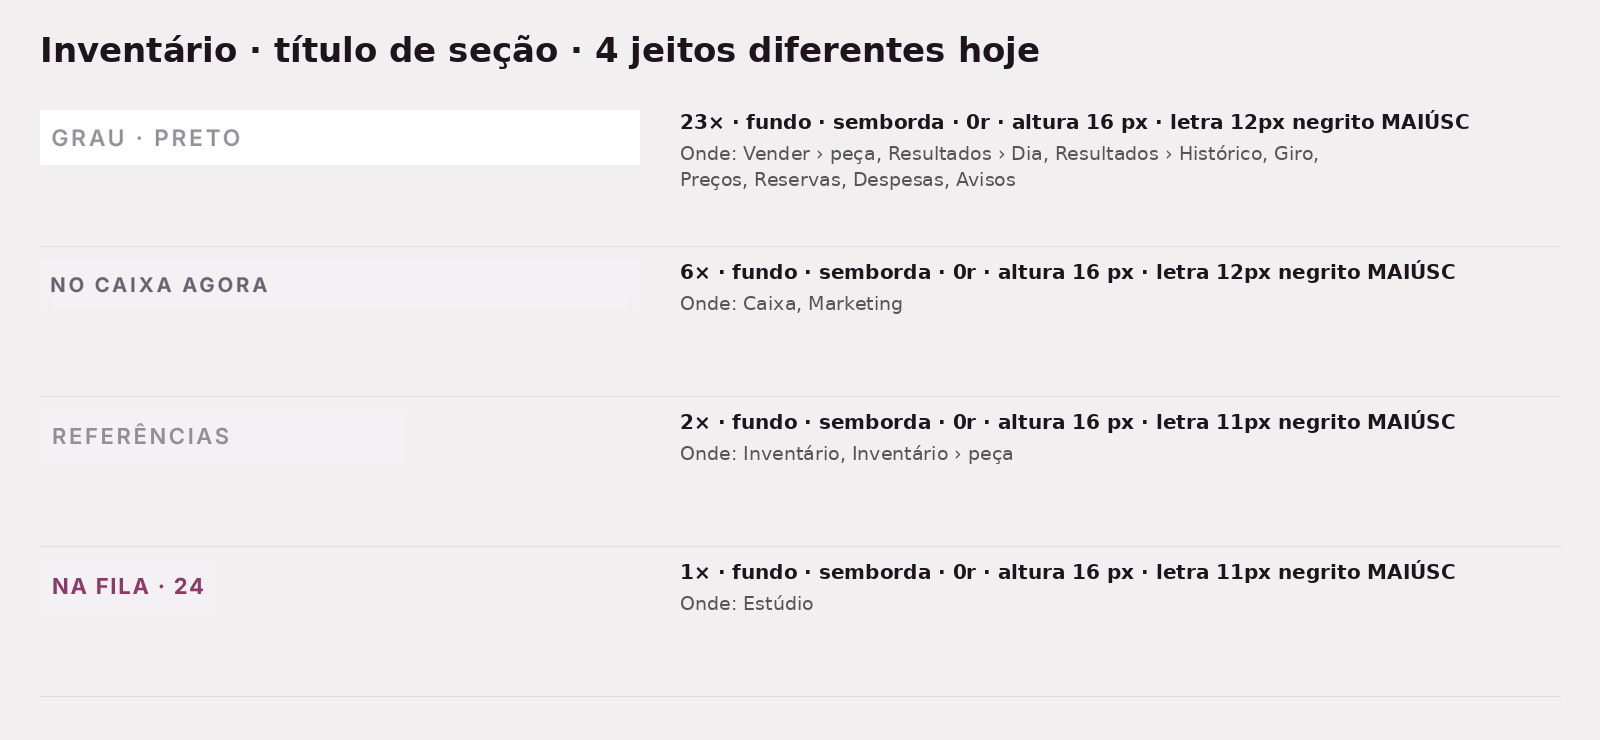 Inventário · título de seção · 4 jeitos diferentes hoje
GRAU · PRETO
23× · fundo · semborda · 0r · altura 16 px · letra 12px negrito MAIÚSC
Onde: Vender › peça, Resultados › Dia, Resultados › Histórico, Giro,
Preços, Reservas, Despesas, Avisos
NO CAIXA AGORA
6× · fundo · semborda · 0r · altura 16 px · letra 12px negrito MAIÚSC
Onde: Caixa, Marketing
REFERÊNCIAS
2× · fundo · semborda · 0r · altura 16 px · letra 11px negrito MAIÚSC
Onde: Inventário, Inventário › peça
NA FILA · 24
1× · fundo · semborda · 0r · altura 16 px · letra 11px negrito MAIÚSC
Onde: Estúdio